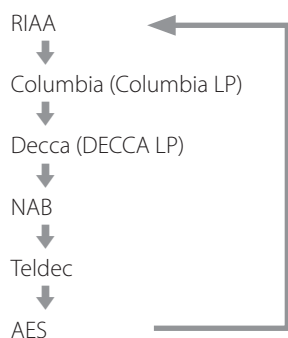 RIAA
Columbia (Columbia LP)
Decca (DECCA LP)
NAB
Teldec
AES